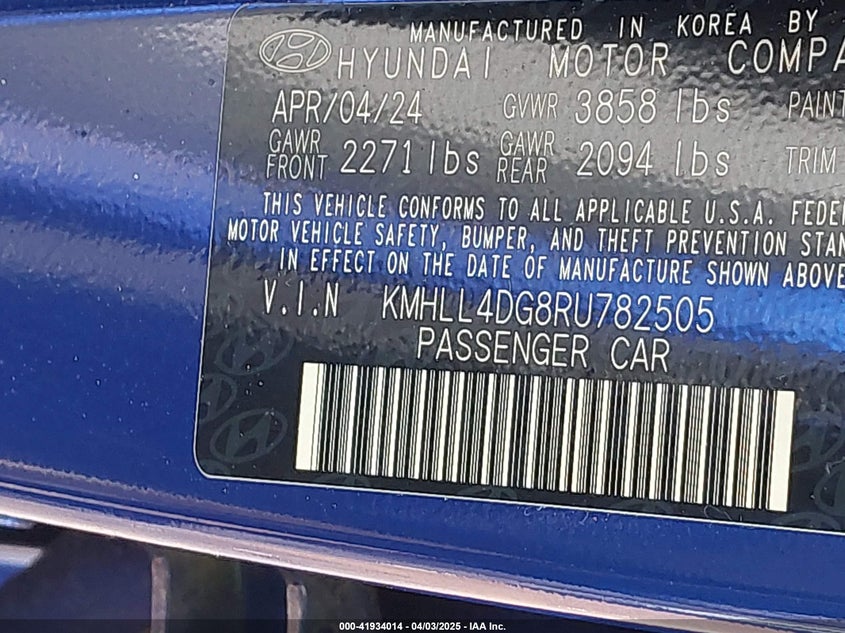 MANUFACTURED IN KOREA BY
HYUNDAI MOTOR COMPA
APR/04/24 GVWR 3858 lbs PAINT
GAWR FRONT 2271 lbs GAWR REAR 2094 lbs TRIM
THIS VEHICLE CONFORMS TO ALL APPLICABLE U.S.A. FEDE
MOTOR VEHICLE SAFETY, BUMPER, AND THEFT PREVENTION STAN
IN EFFECT ON THE DATE OF MANUFACTURE SHOWN ABOVE
V.I.N KMHLL4DG8RU782505
PASSENGER CAR
000-41934014 - 04/03/2025 - IAA Inc.